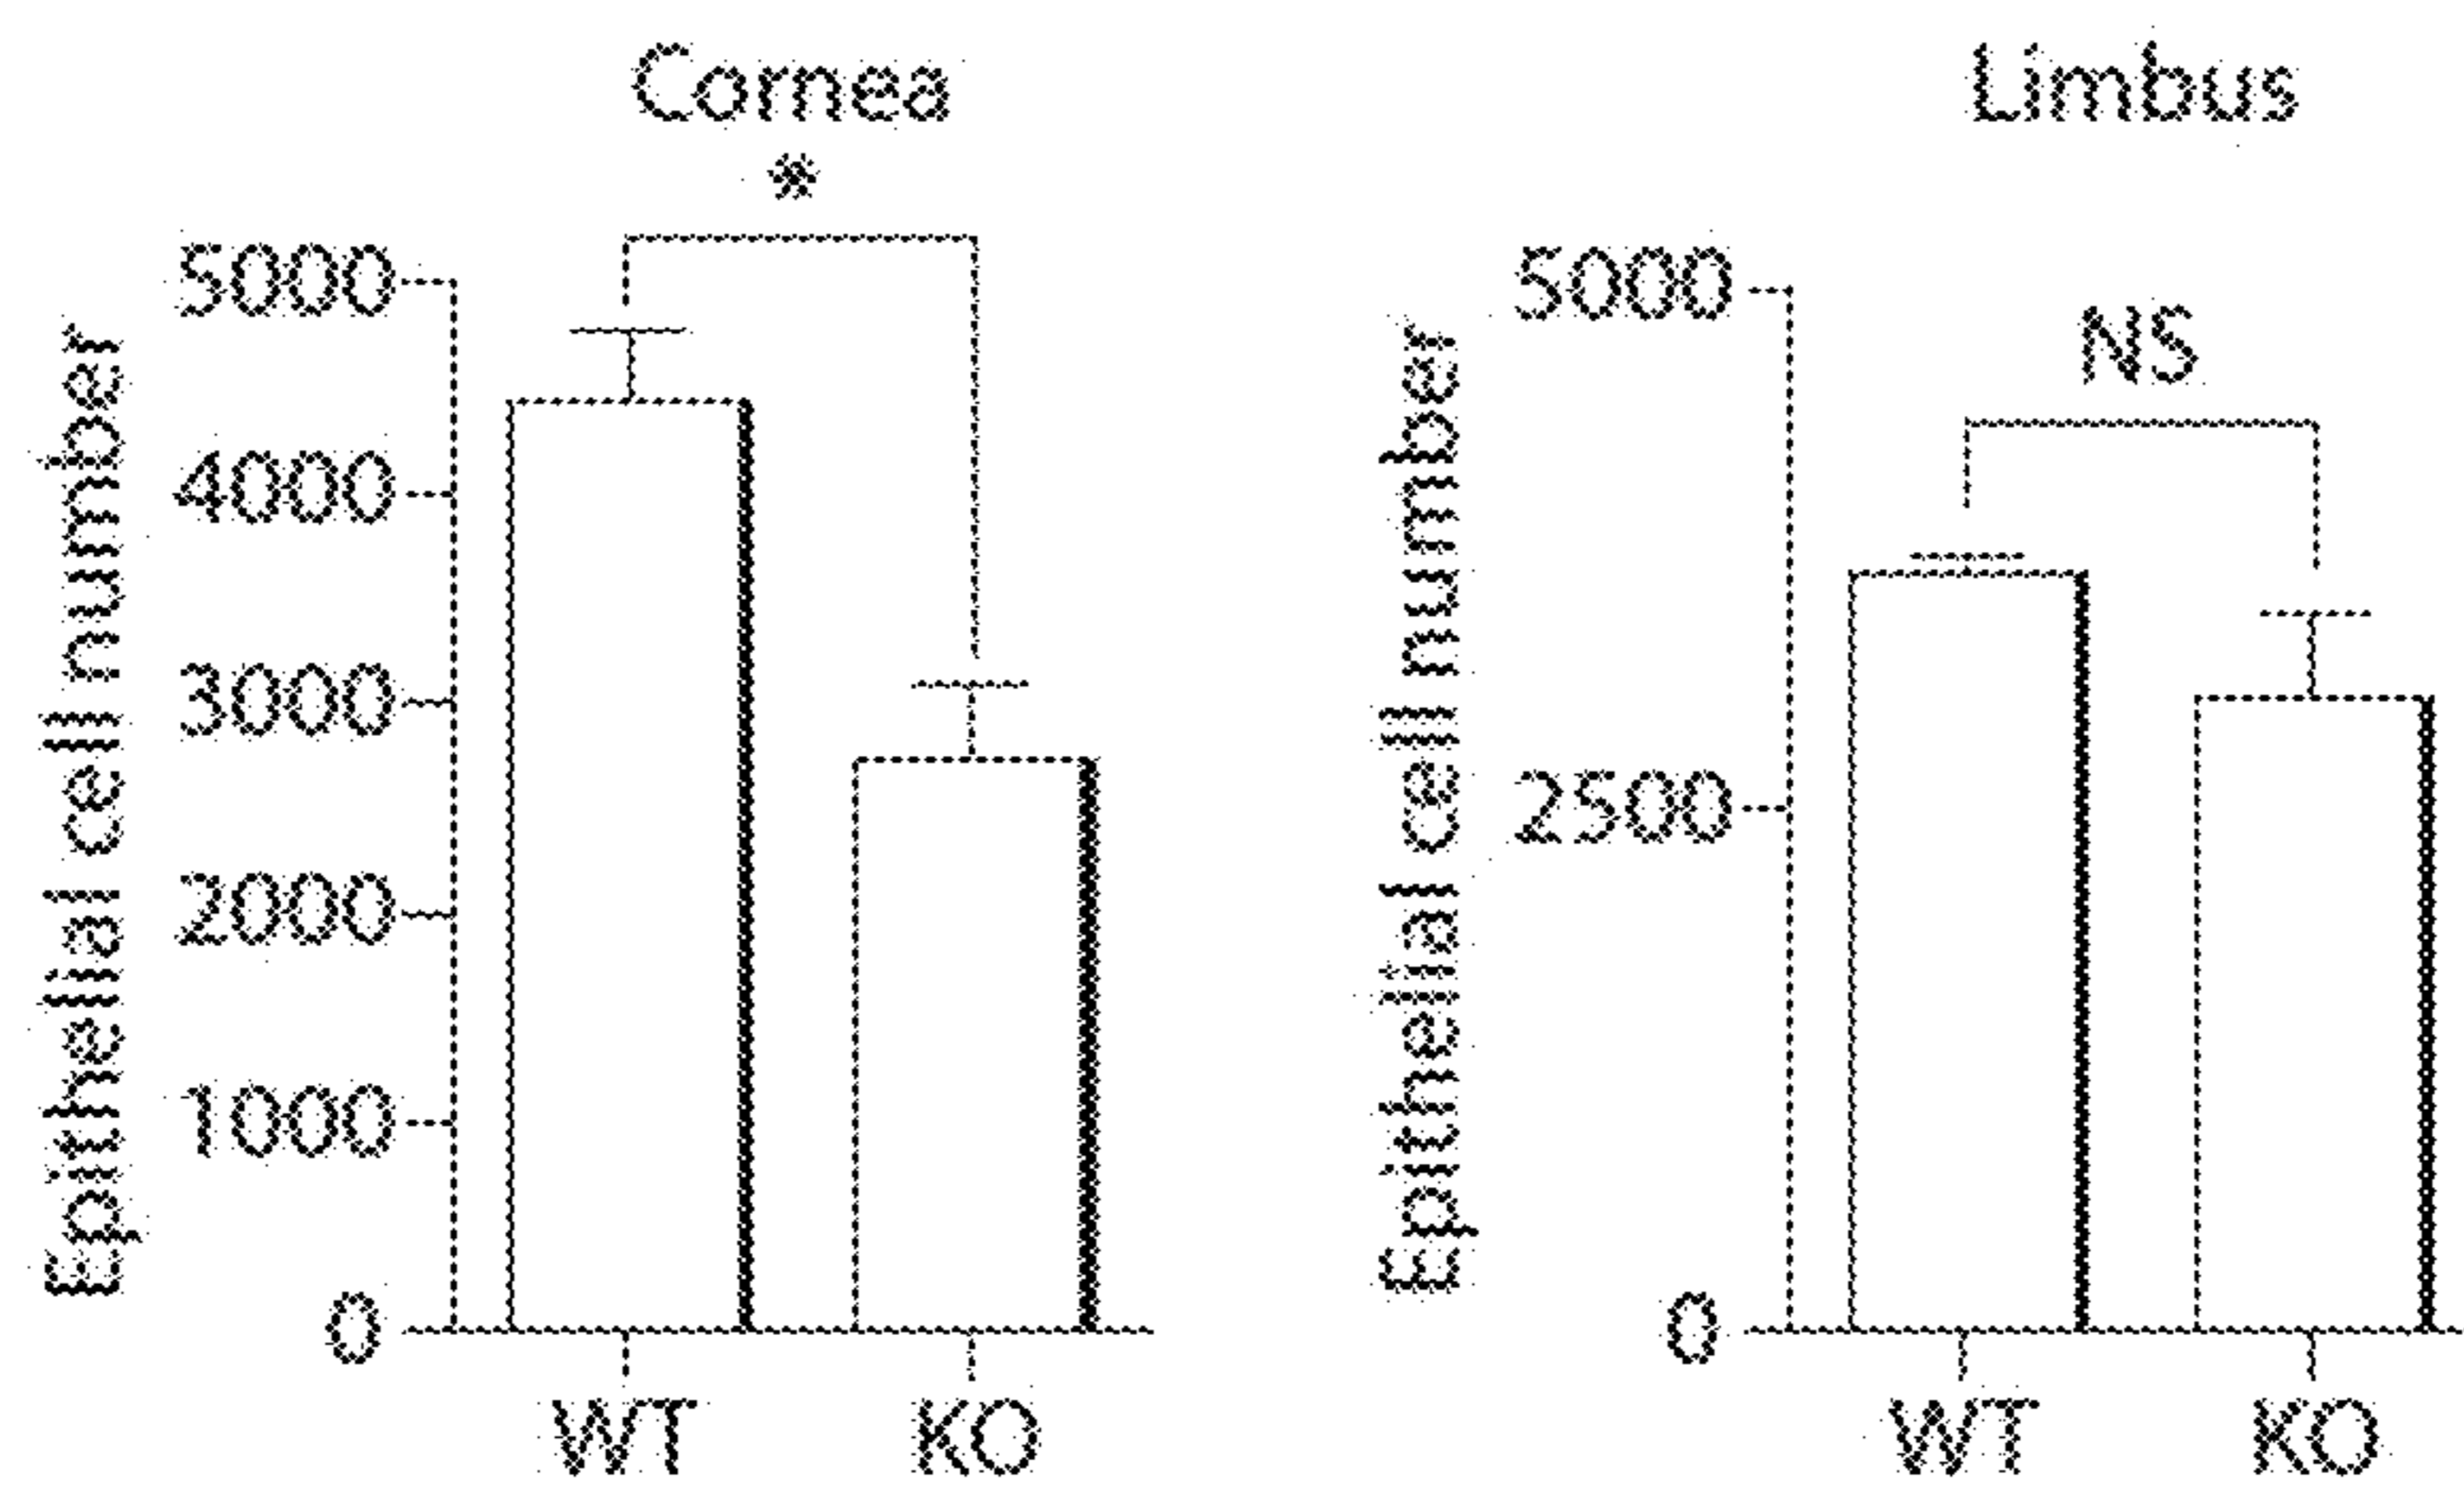 Cornea
*
Epithelial cell number
5000
4000
3000
2000
1000
0
WT KO
Limbus
NS
Epithelial cell number
5000
2500
0
WT KO